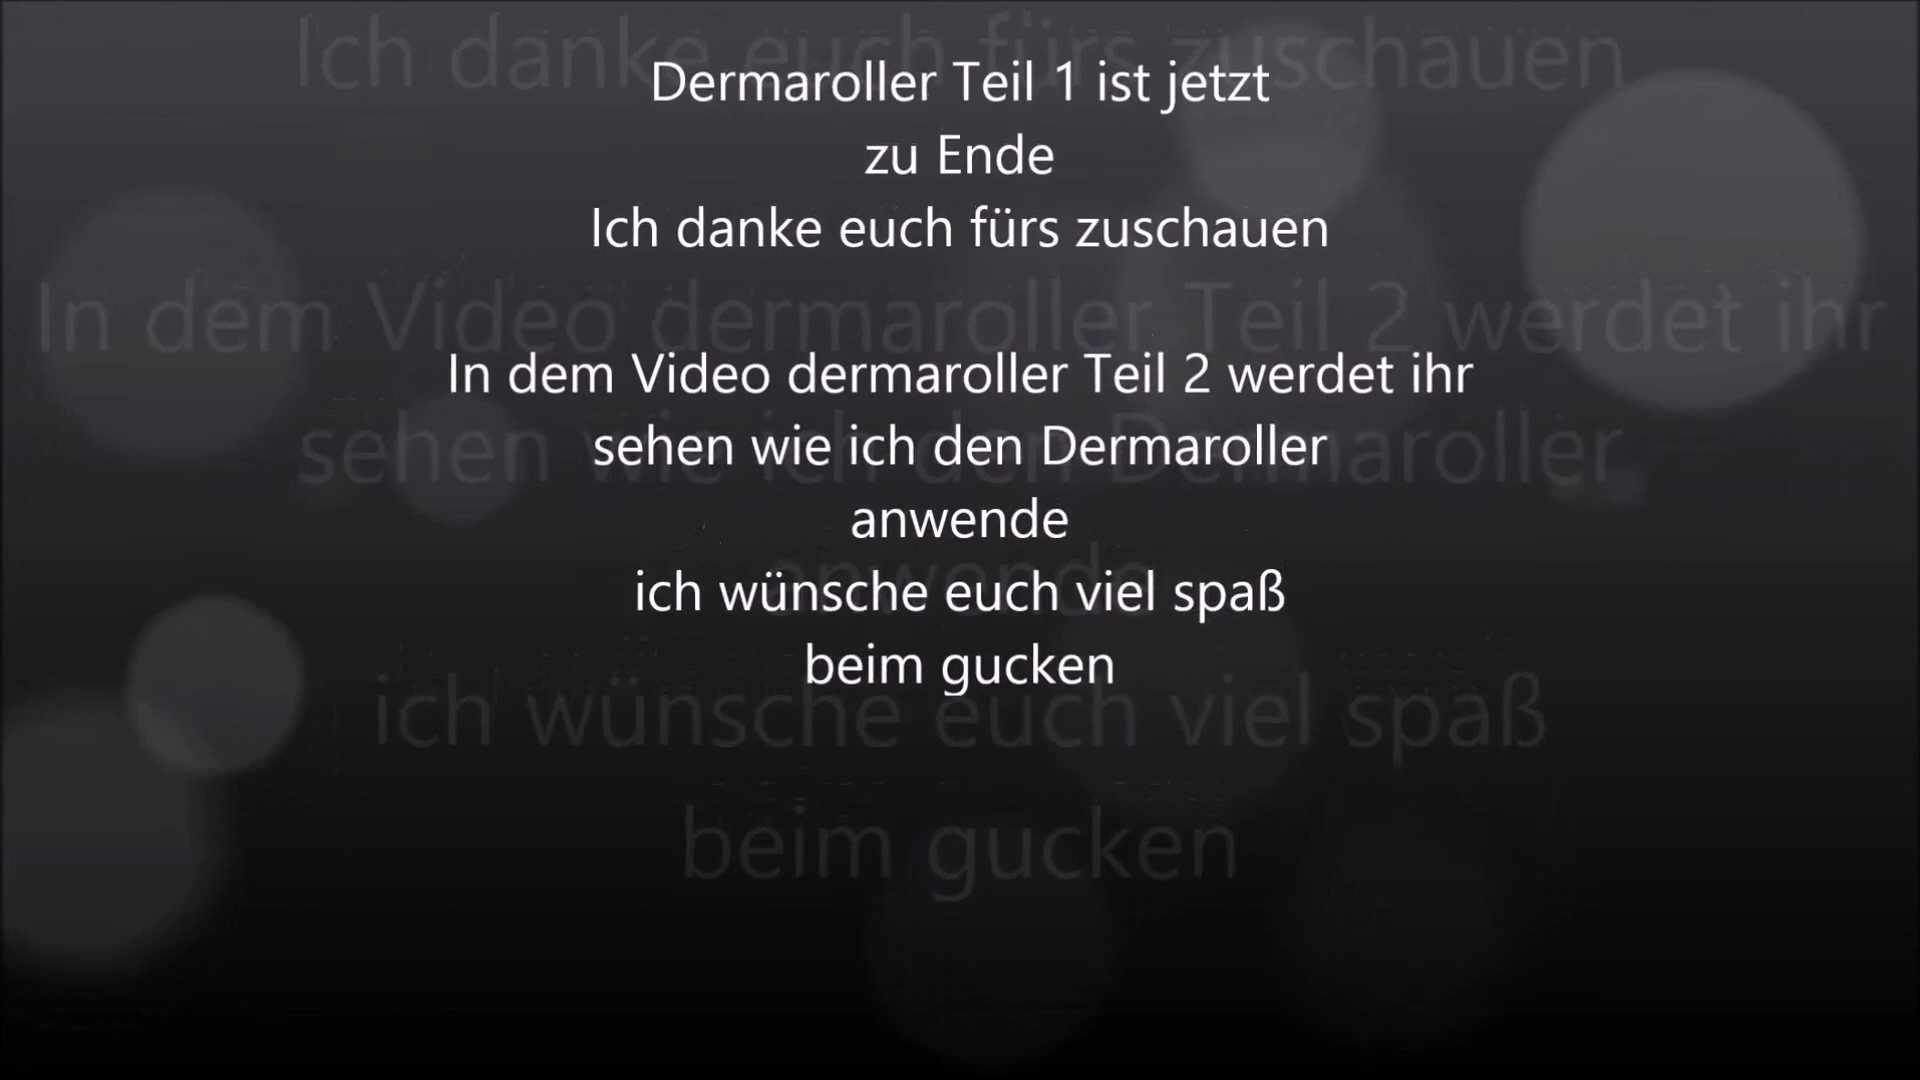 Dermaroller Teil 1 ist jetzt
zu Ende
Ich danke euch fürs zuschauen
In dem Video dermaroller Teil 2 werdet ihr
sehen wie ich den Dermaroller
anwende
ich wünsche euch viel spaß
beim gucken